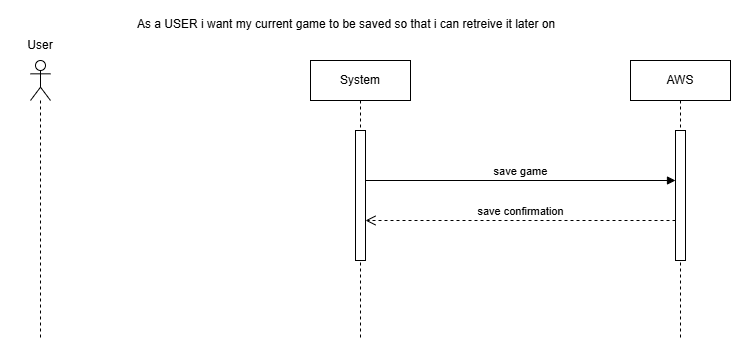 As a USER i want my current game to be saved so that i can retreive it later on
User
System
AWS
save game
save confirmation